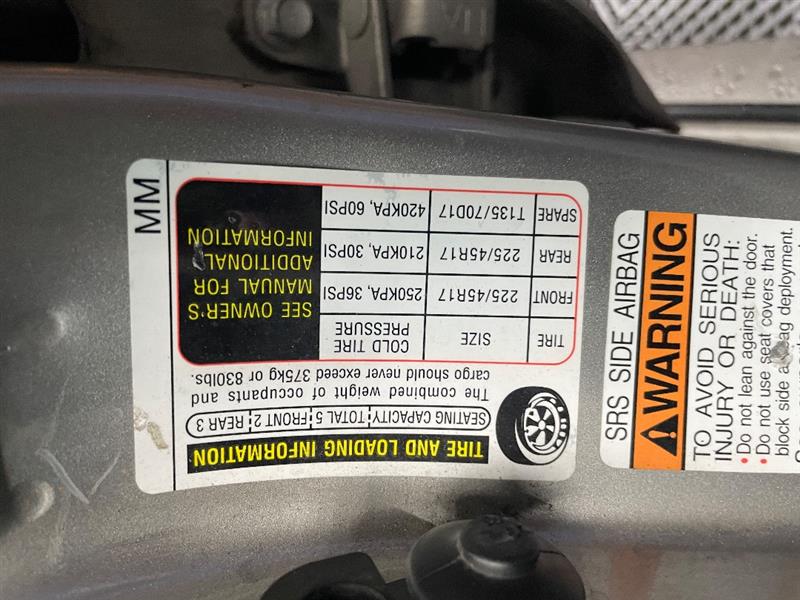 TIRE AND LOADING INFORMATION
SEATING CAPACITY TOTAL 5 FRONT 2 REAR 3
The combined weight of occupants and
cargo should never exceed 375kg or 830lbs.
TIRE SIZE COLD TIRE PRESSURE
FRONT 225/45R17 250KPA, 36PSI
REAR 225/45R17 210KPA, 30PSI
SPARE T135/70D17 420KPA, 60PSI
SEE OWNER'S
MANUAL FOR
ADDITIONAL
INFORMATION
MM
SRS SIDE AIRBAG
WARNING
TO AVOID SERIOUS
INJURY OR DEATH:
• Do not lean against the door.
• Do not use seat covers that
block side airbag deployment.